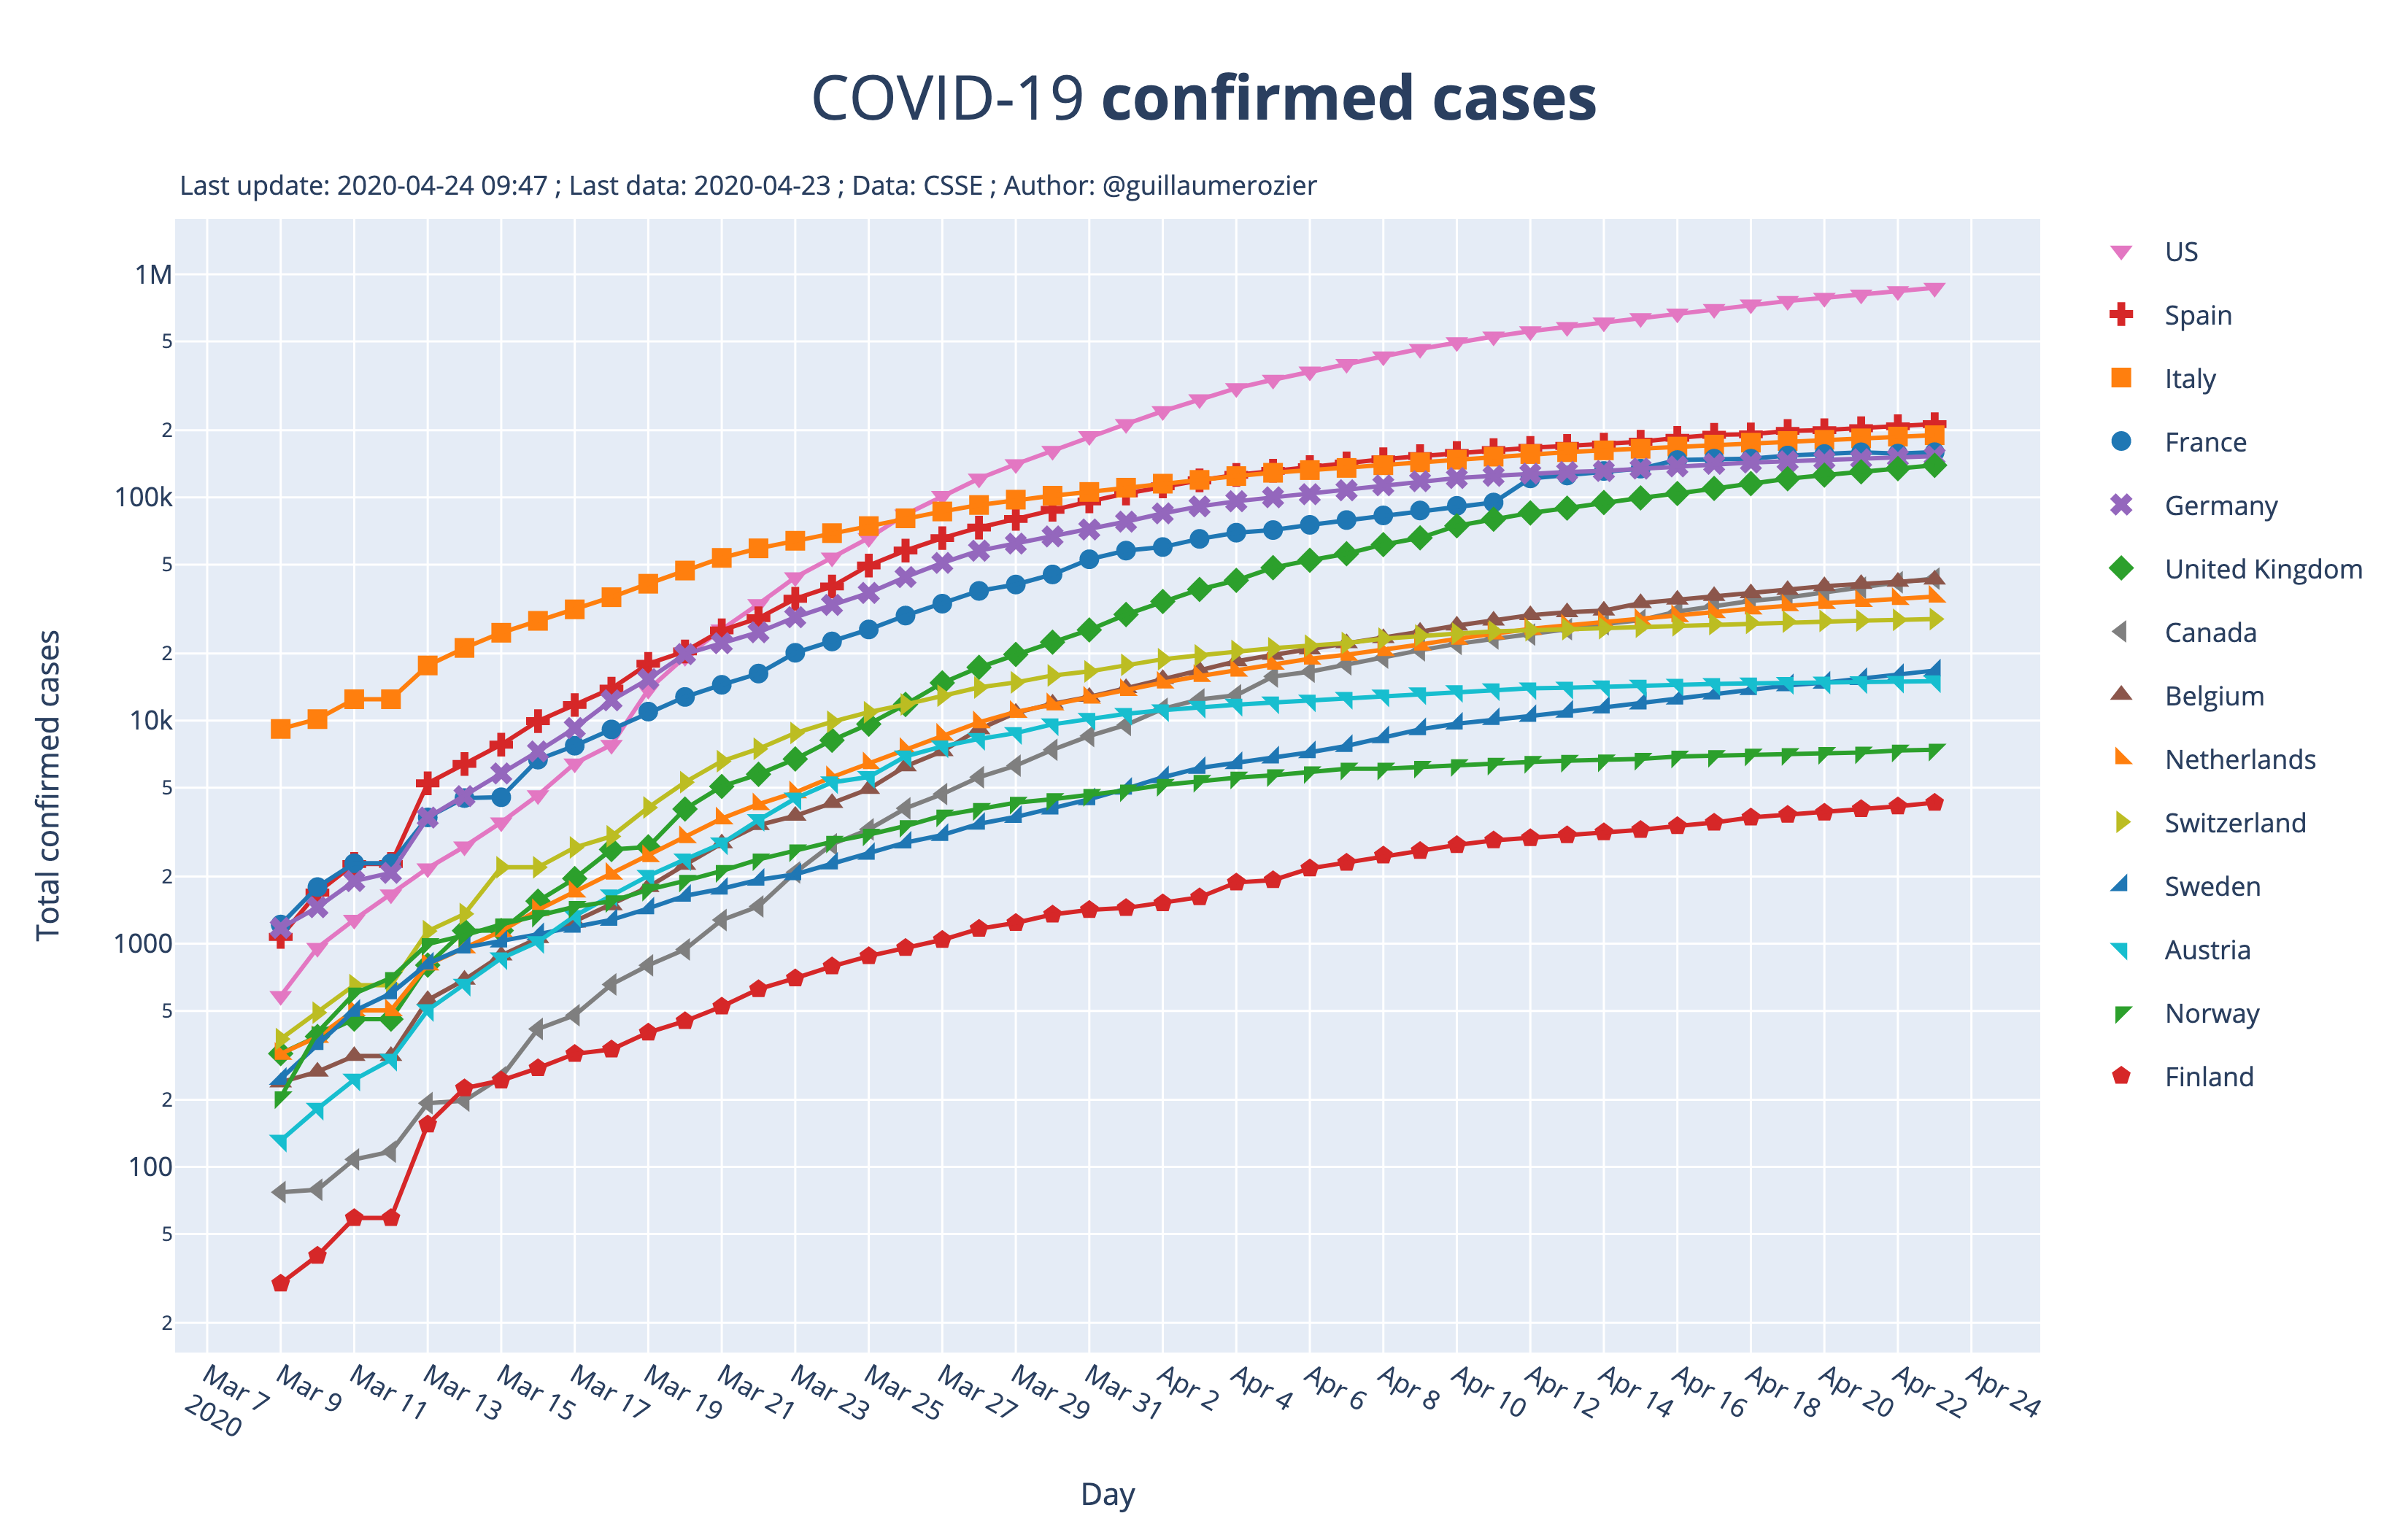 COVID-19 confirmed cases
Last update: 2020-04-24 09:47 ; Last data: 2020-04-23 ; Data: CSSE ; Author: @guillaumerozier
Total confirmed cases
1M
5
2
100k
5
2
10k
5
2
1000
5
2
100
5
2
Mar 7
2020
Mar 9
Mar 11
Mar 13
Mar 15
Mar 17
Mar 19
Mar 21
Mar 23
Mar 25
Mar 27
Mar 29
Mar 31
Apr 2
Apr 4
Apr 6
Apr 8
Apr 10
Apr 12
Apr 14
Apr 16
Apr 18
Apr 20
Apr 22
Apr 24
Day
US
Spain
Italy
France
Germany
United Kingdom
Canada
Belgium
Netherlands
Switzerland
Sweden
Austria
Norway
Finland